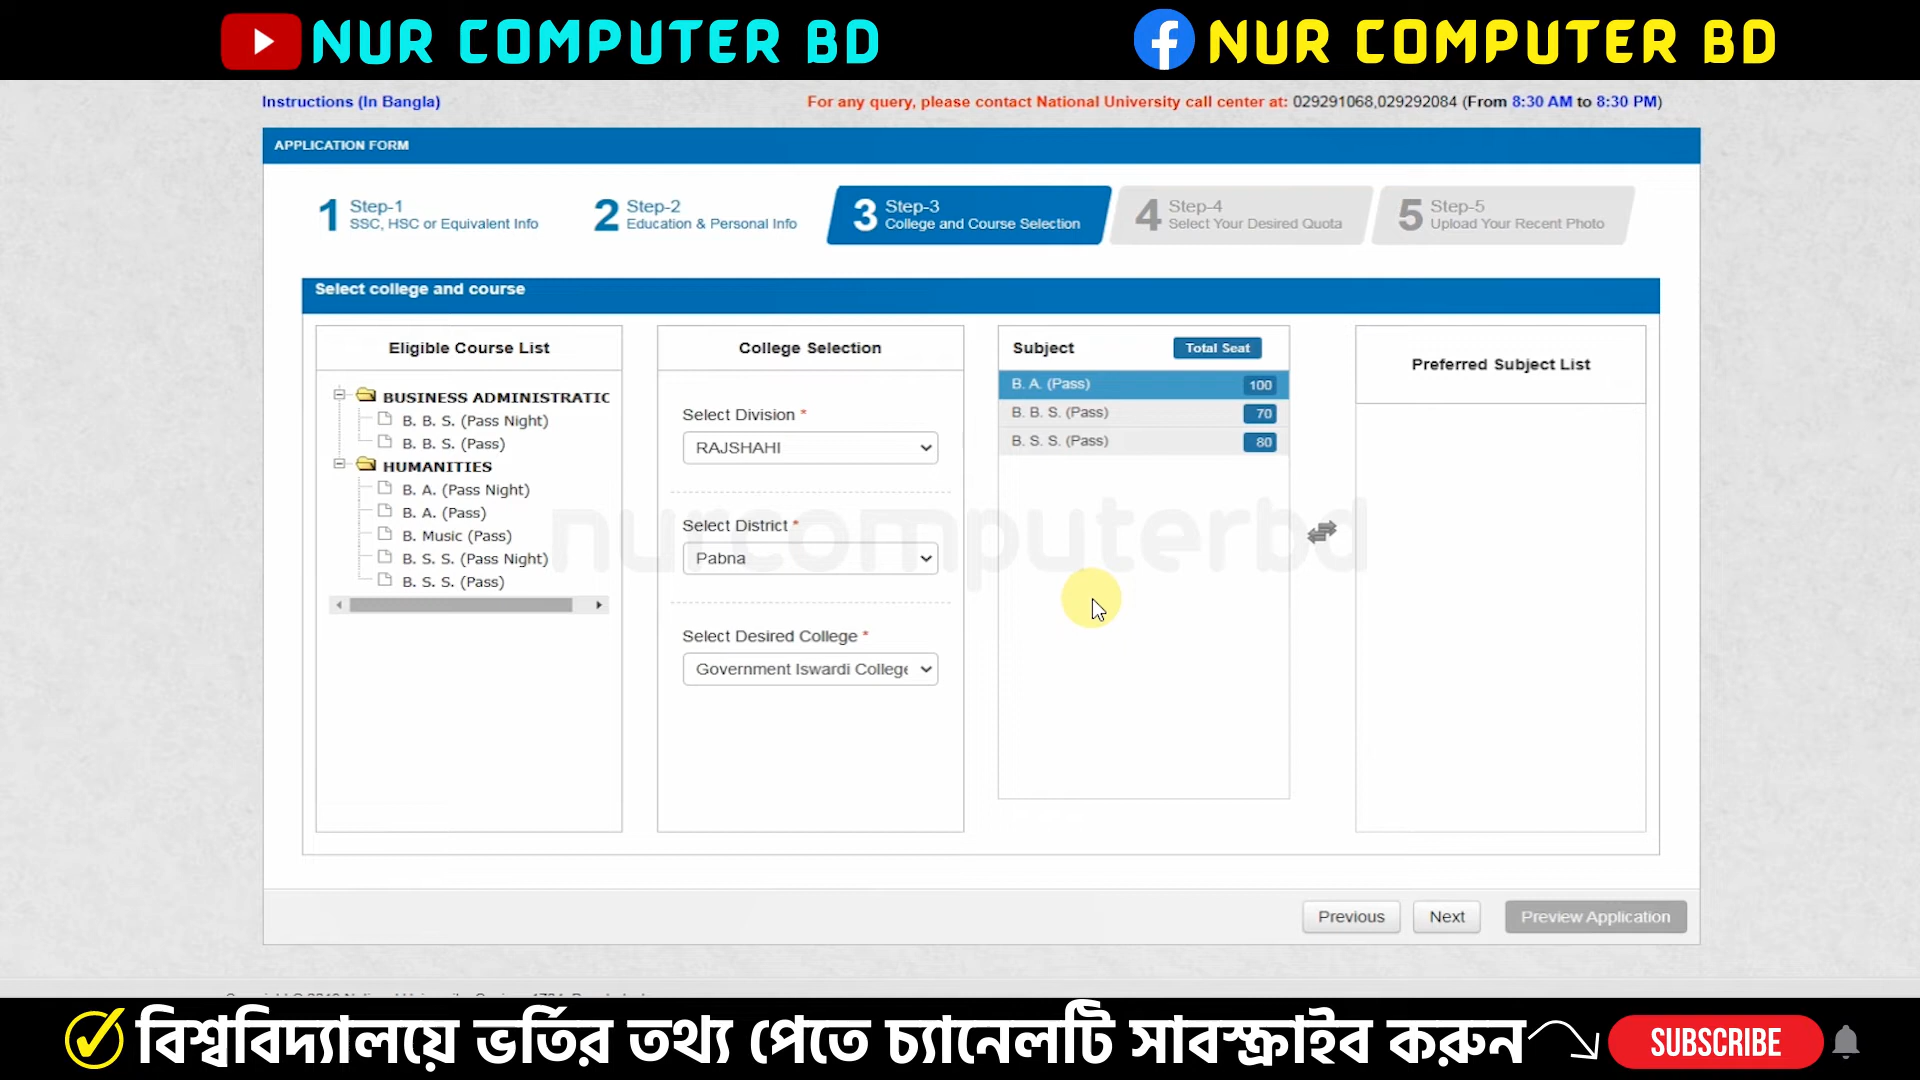 NUR COMPUTER BD
NUR COMPUTER BD
Instructions (In Bangla)
For any query, please contact National University call center at: 029291068,029292084 (From 8:30 AM to 8:30 PM)
APPLICATION FORM
1 Step-1
SSC, HSC or Equivalent Info
2 Step-2
Education & Personal Info
3 Step-3
College and Course Selection
4 Step-4
Select Your Desired Quota
5 Step-5
Upload Your Recent Photo
Select college and course
Eligible Course List
BUSINESS ADMINISTRATIC
B. B. S. (Pass Night)
B. B. S. (Pass)
HUMANITIES
B. A. (Pass Night)
B. A. (Pass)
B. Music (Pass)
B. S. S. (Pass Night)
B. S. S. (Pass)
College Selection
Select Division *
RAJSHAHI
Select District *
Pabna
Select Desired College *
Government Iswardi College
Subject Total Seat
B. A. (Pass) 100
B. B. S. (Pass) 70
B. S. S. (Pass) 80
Preferred Subject List
nurcomputerbd
Previous
Next
Preview Application
বিশ্ববিদ্যালয়ে ভর্তির তথ্য পেতে চ্যানেলটি সাবস্ক্রাইব করুন
SUBSCRIBE